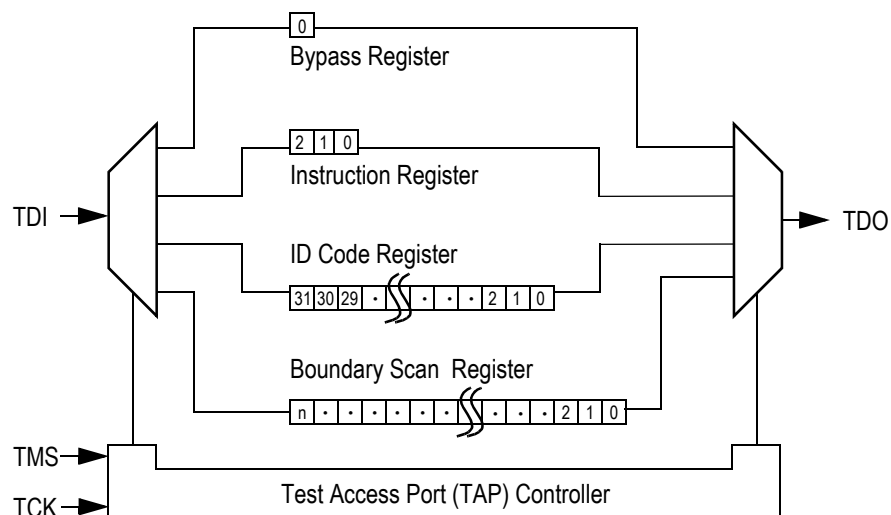 0
Bypass Register
2 1 0
Instruction Register
TDI
TDO
ID Code Register
31 30 29 · · · · 2 1 0
Boundary Scan Register
n · · · · · · · · · 2 1 0
TMS
TCK
Test Access Port (TAP) Controller